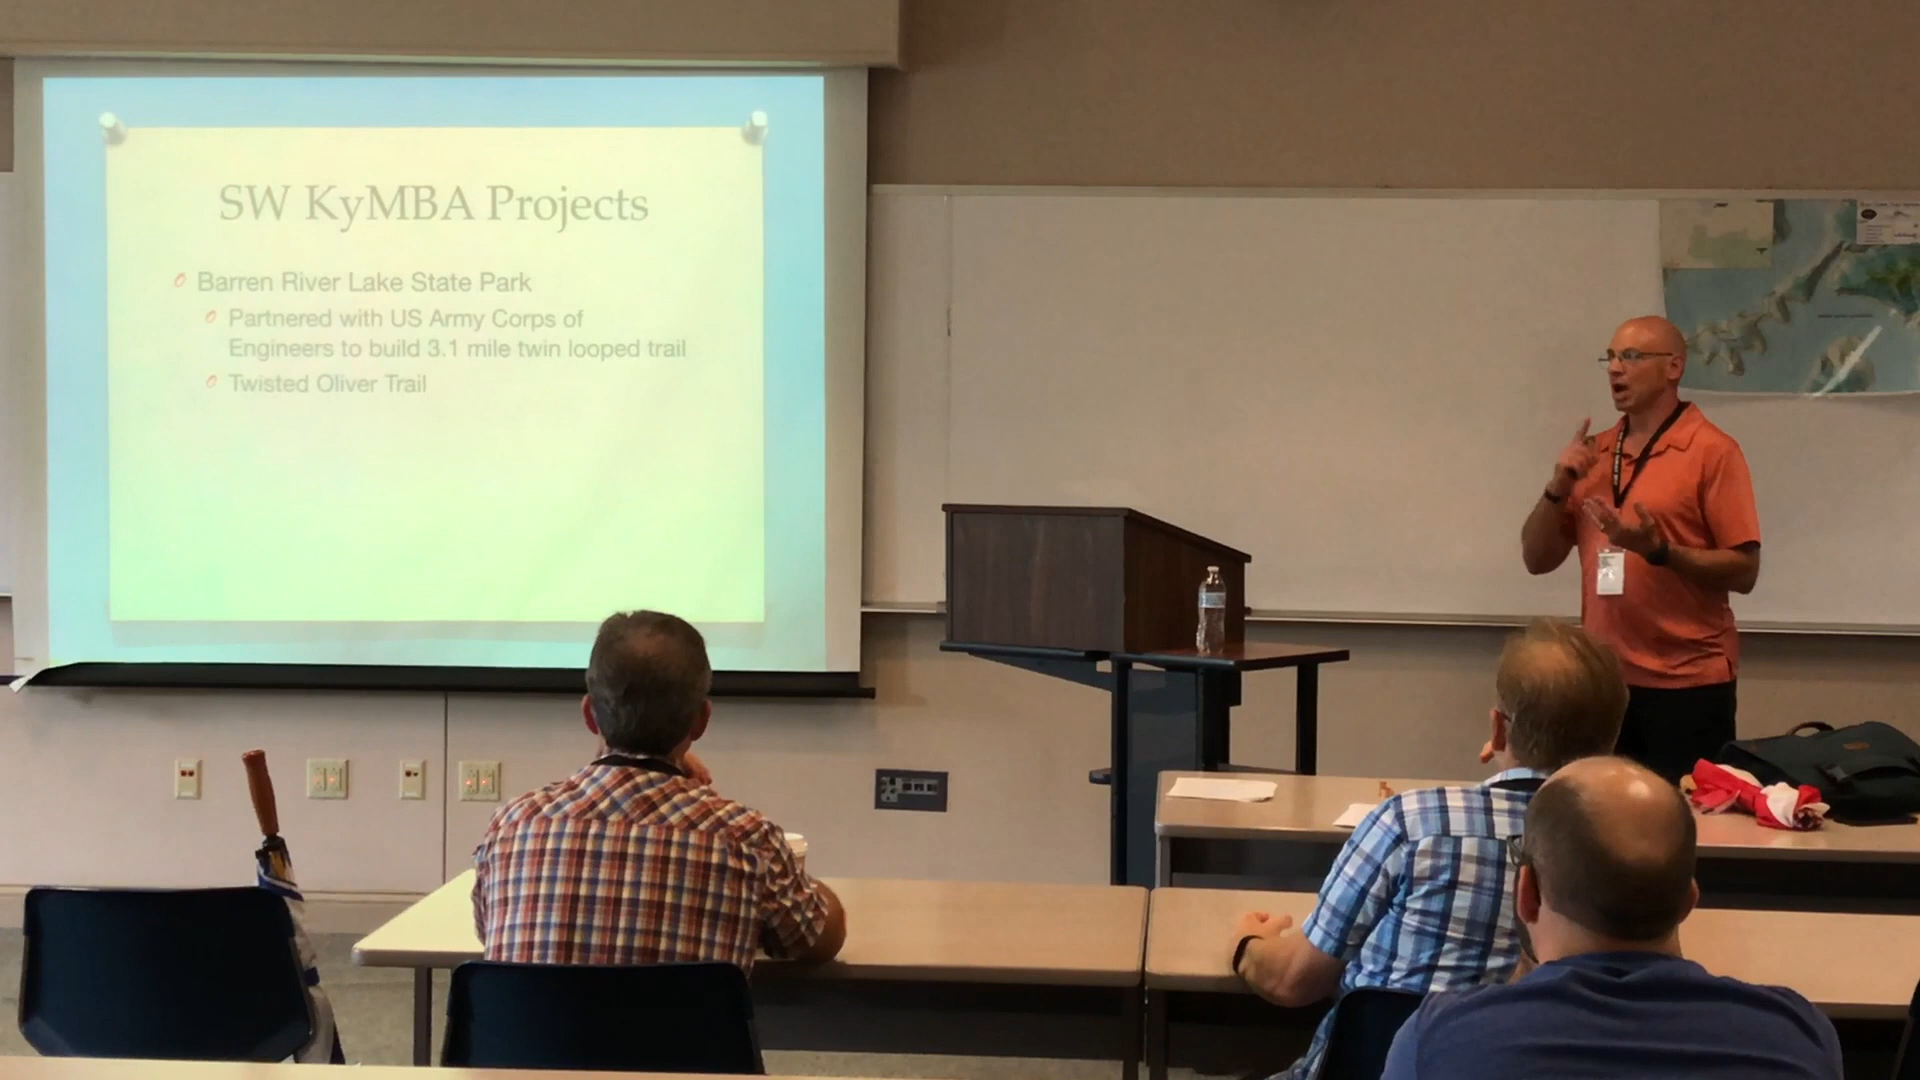 SW KyMBA Projects
Barren River Lake State Park
Partnered with US Army Corps of
Engineers to build 3.1 mile twin looped trail
Twisted Oliver Trail